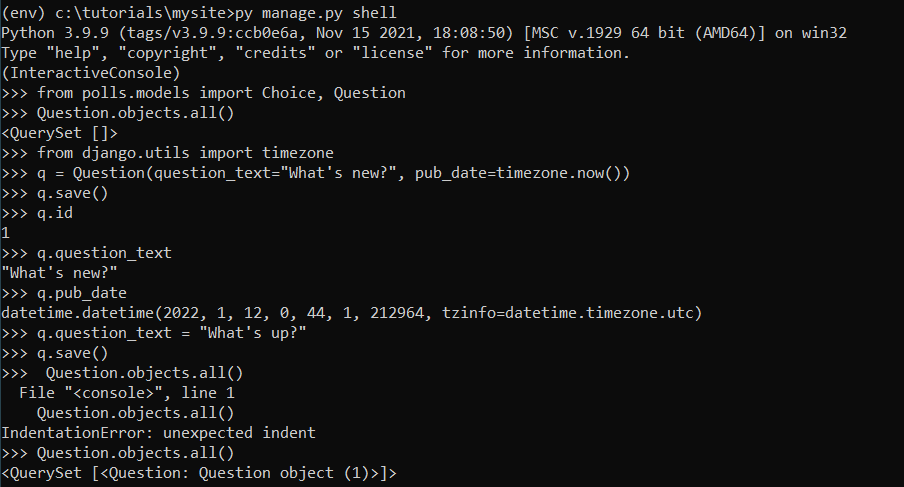 (env) c:\tutorials\mysite>py manage.py shell
Python 3.9.9 (tags/v3.9.9:ccb0e6a, Nov 15 2021, 18:08:50) [MSC v.1929 64 bit (AMD64)] on win32
Type "help", "copyright", "credits" or "license" for more information.
(InteractiveConsole)
>>> from polls.models import Choice, Question
>>> Question.objects.all()
<QuerySet []>
>>> from django.utils import timezone
>>> q = Question(question_text="What's new?", pub_date=timezone.now())
>>> q.save()
>>> q.id
1
>>> q.question_text
"What's new?"
>>> q.pub_date
datetime.datetime(2022, 1, 12, 0, 44, 1, 212964, tzinfo=datetime.timezone.utc)
>>> q.question_text = "What's up?"
>>> q.save()
>>>  Question.objects.all()
  File "<console>", line 1
    Question.objects.all()
IndentationError: unexpected indent
>>> Question.objects.all()
<QuerySet [<Question: Question object (1)>]>